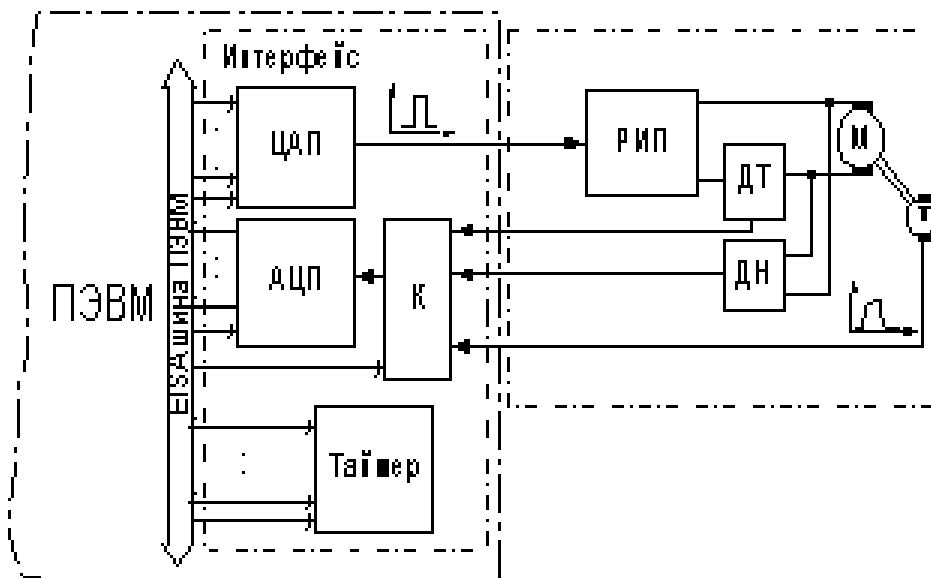 Интерфейс
ЦАП
РИП
М
ДТ
Т
АЦП
К
ДН
ПЭВМ
EISA шина ПЭВМ
Таймер